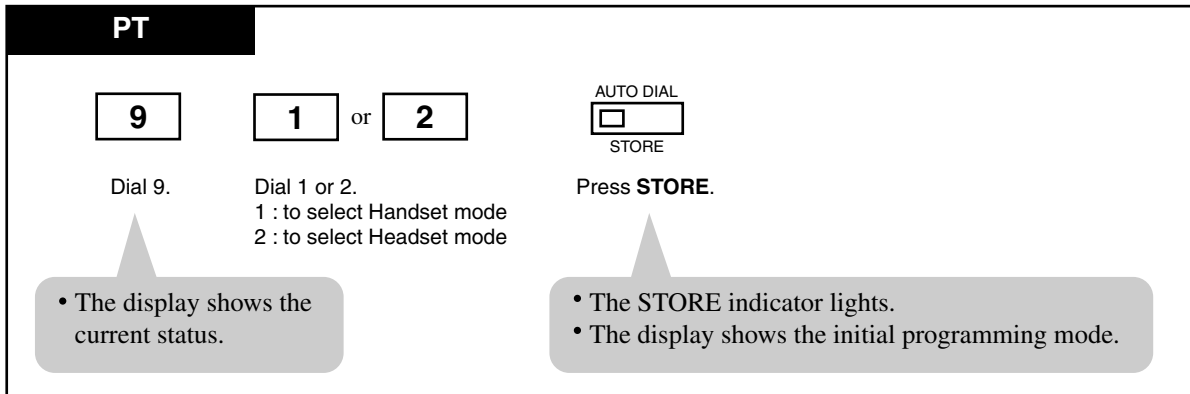 PT
9 1 or 2 AUTO DIAL
STORE
Dial 9. Dial 1 or 2. Press STORE.
1 : to select Handset mode
2 : to select Headset mode
• The display shows the
current status.
• The STORE indicator lights.
• The display shows the initial programming mode.